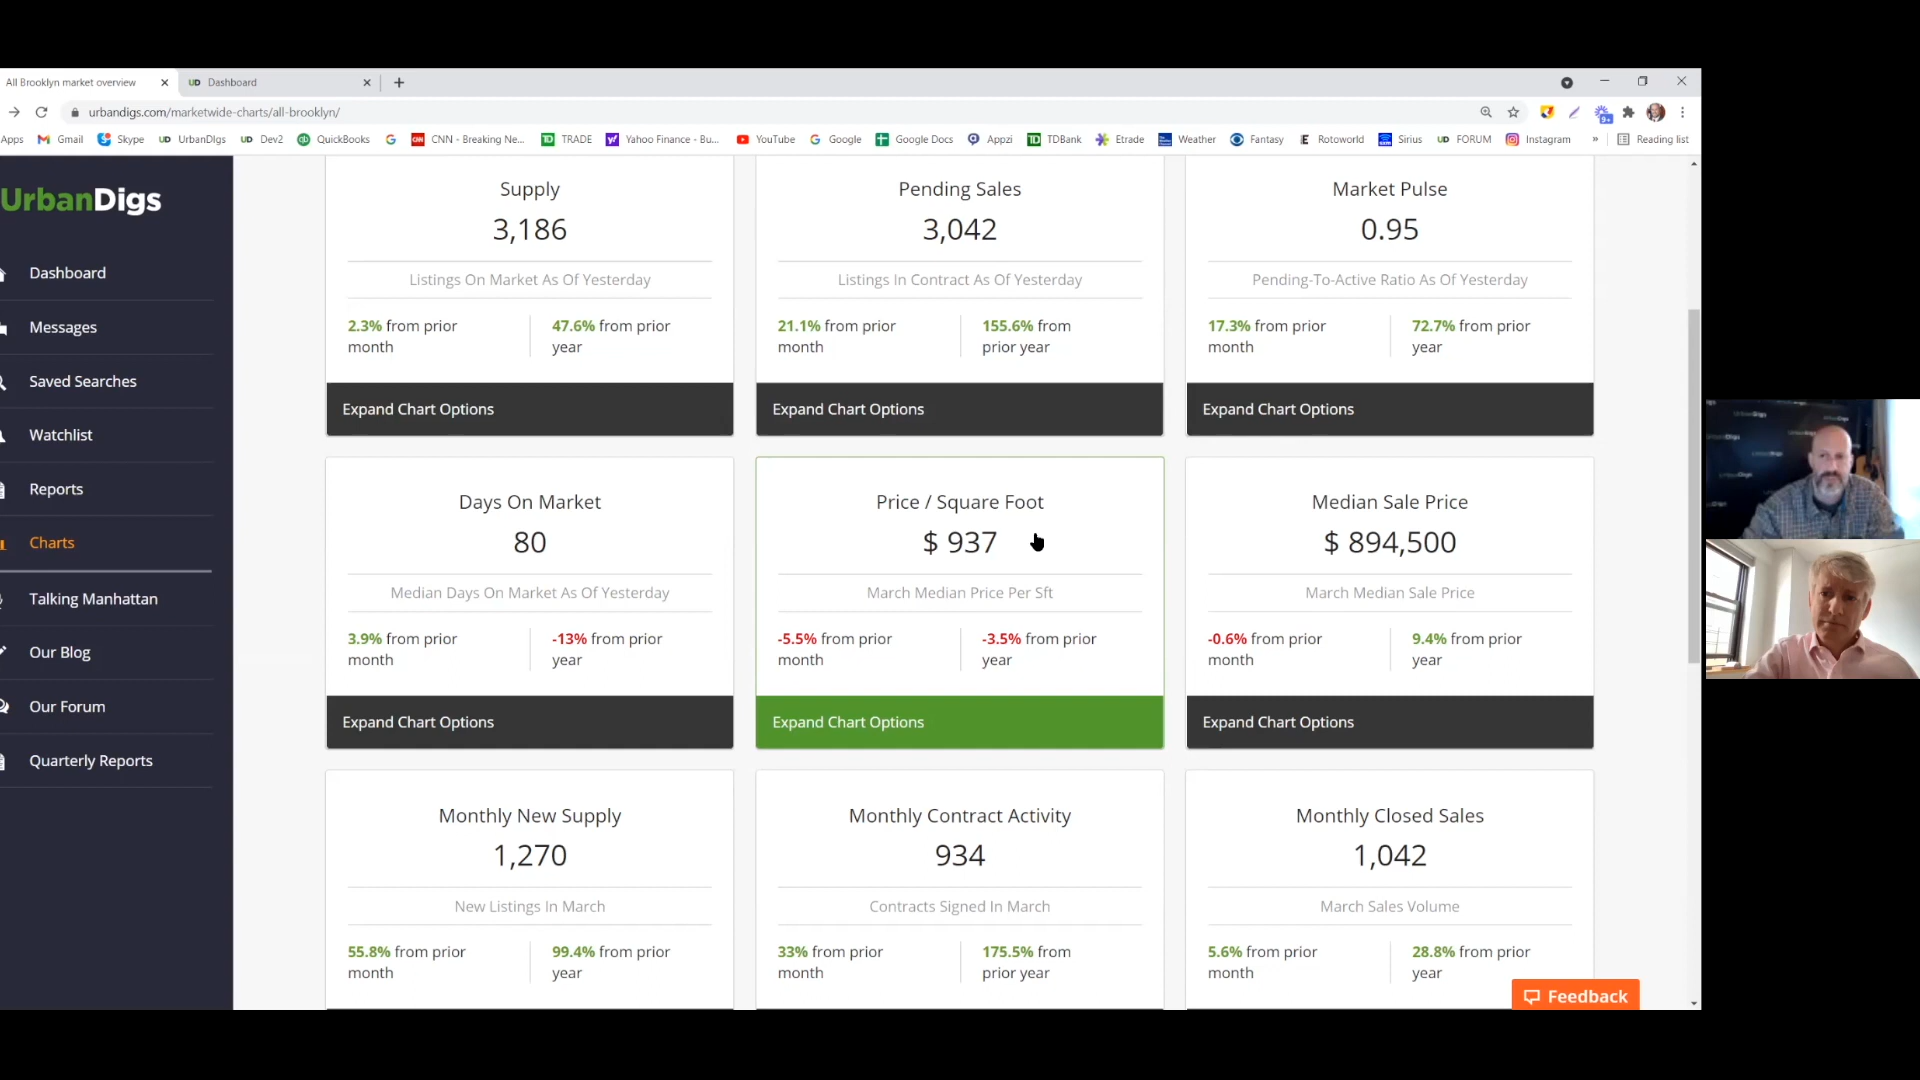 All Brooklyn market overview
UD Dashboard
urbandigs.com/marketwide-charts/all-brooklyn/
9+
Apps
Gmail
Skype
UD UrbanDIgs
UD Dev2
qb QuickBooks
G
CNN CNN - Breaking Ne...
TD TRADE
y! Yahoo Finance - Bu...
YouTube
G Google
Google Docs
Appzi
TD TDBank
Etrade
Weather
Fantasy
E Rotoworld
Sirius
UD FORUM
Instagram
»
Reading list
UrbanDigs
Dashboard
Messages
Saved Searches
Watchlist
Reports
Charts
Talking Manhattan
Our Blog
Our Forum
Quarterly Reports
Supply
3,186
Listings On Market As Of Yesterday
2.3% from prior month
47.6% from prior year
Expand Chart Options
Pending Sales
3,042
Listings In Contract As Of Yesterday
21.1% from prior month
155.6% from prior year
Expand Chart Options
Market Pulse
0.95
Pending-To-Active Ratio As Of Yesterday
17.3% from prior month
72.7% from prior year
Expand Chart Options
Days On Market
80
Median Days On Market As Of Yesterday
3.9% from prior month
-13% from prior year
Expand Chart Options
Price / Square Foot
$ 937
March Median Price Per Sft
-5.5% from prior month
-3.5% from prior year
Expand Chart Options
Median Sale Price
$ 894,500
March Median Sale Price
-0.6% from prior month
9.4% from prior year
Expand Chart Options
Monthly New Supply
1,270
New Listings In March
55.8% from prior month
99.4% from prior year
Monthly Contract Activity
934
Contracts Signed In March
33% from prior month
175.5% from prior year
Monthly Closed Sales
1,042
March Sales Volume
5.6% from prior month
28.8% from prior year
Feedback